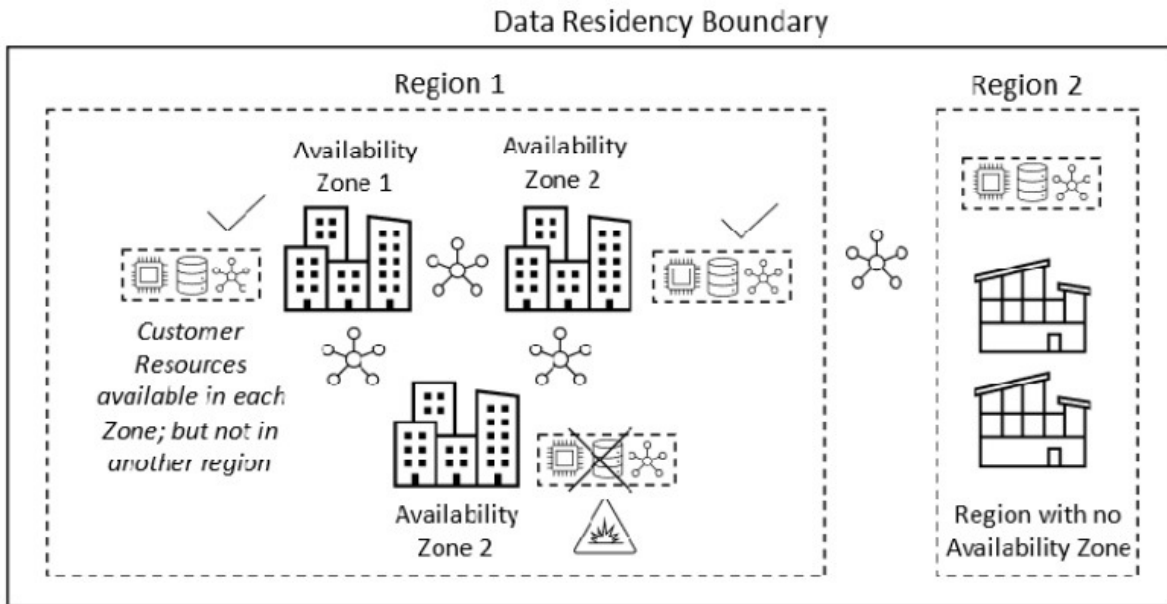 Data Residency Boundary
Region 1
Region 2
Availability
Zone 1
Availability
Zone 2
Customer
Resources
available in each
Zone; but not in
another region
Availability
Zone 2
Region with no
Availability Zone